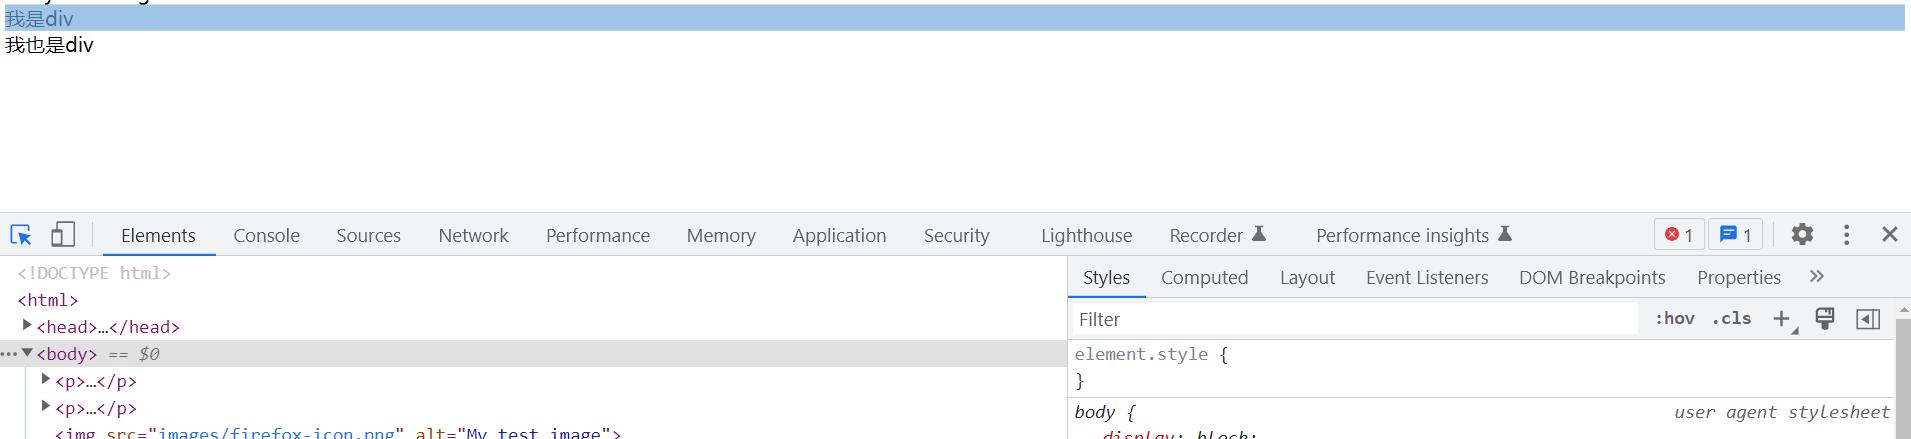 我是div
我也是div
Elements Console Sources Network Performance Memory Application Security Lighthouse Recorder Performance insights 1 1
<!DOCTYPE html>
<html>
<head>…</head>
<body> == $0
<p>…</p>
<p>…</p>
<img src="images/firefox-icon.png" alt="My test image">
Styles Computed Layout Event Listeners DOM Breakpoints Properties »
Filter :hov .cls +
element.style {
}
body { user agent stylesheet
display: block;